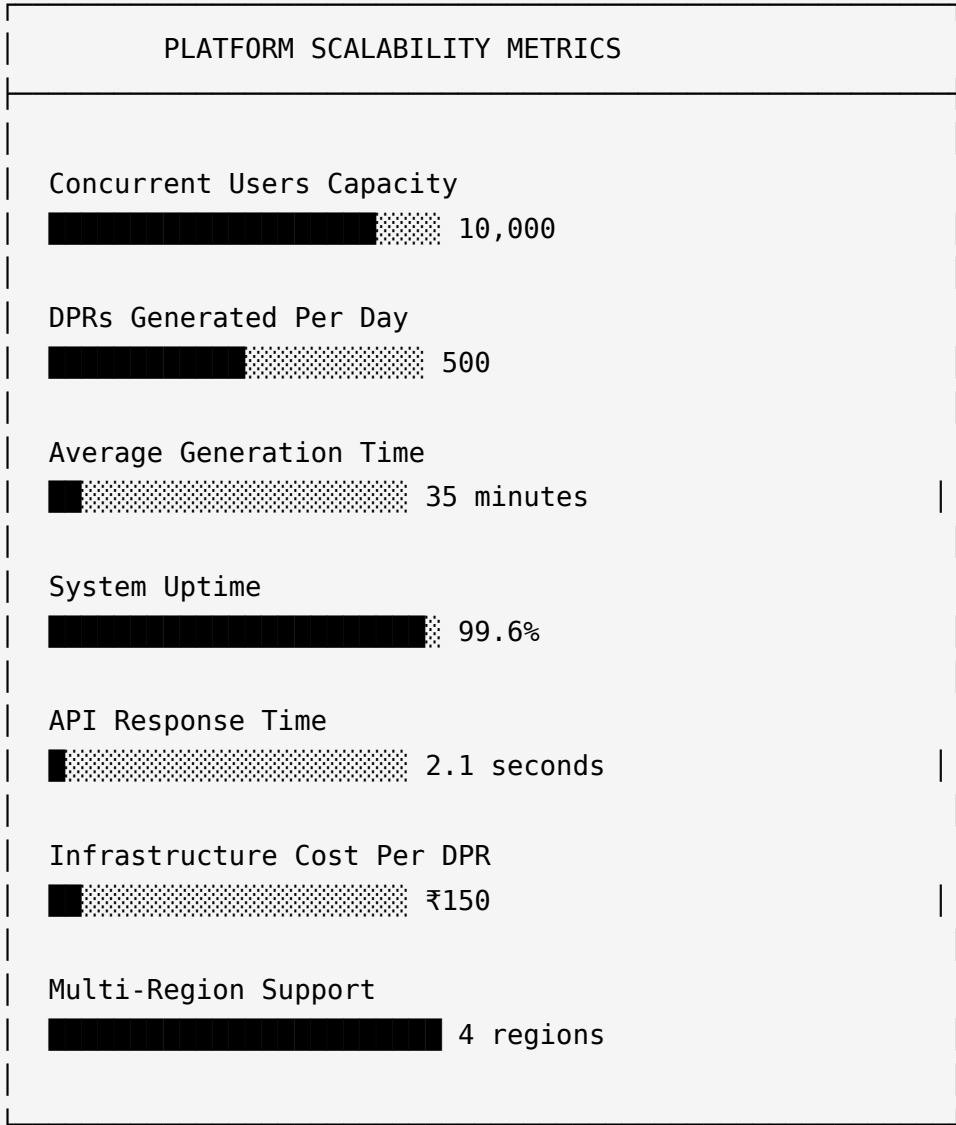 PLATFORM SCALABILITY METRICS
Concurrent Users Capacity
10,000
DPRs Generated Per Day
500
Average Generation Time
35 minutes
System Uptime
99.6%
API Response Time
2.1 seconds
Infrastructure Cost Per DPR
₹150
Multi-Region Support
4 regions